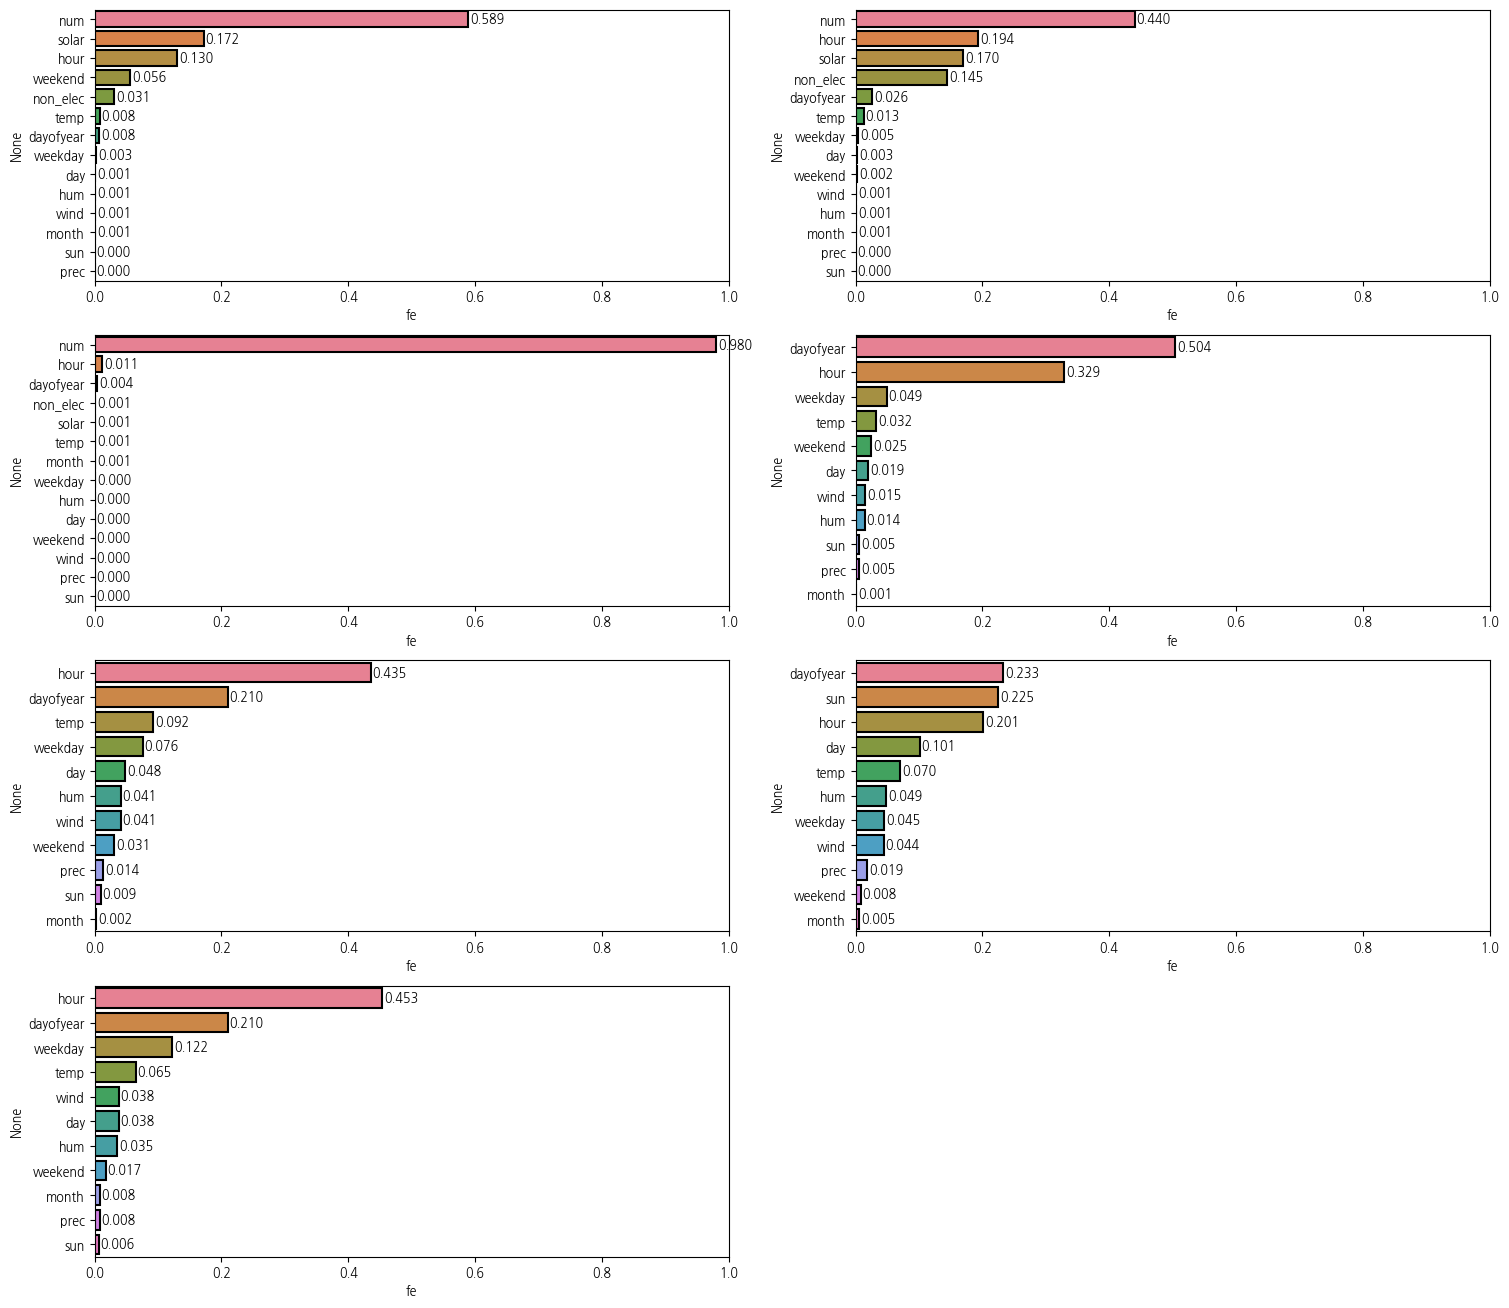 num 0.589
solar 0.172
hour 0.130
weekend 0.056
non_elec 0.031
temp 0.008
dayofyear 0.008
weekday 0.003
day 0.001
hum 0.001
wind 0.001
month 0.001
sun 0.000
prec 0.000
None
0.0 0.2 0.4 0.6 0.8 1.0
fe
num 0.440
hour 0.194
solar 0.170
non_elec 0.145
dayofyear 0.026
temp 0.013
weekday 0.005
day 0.003
weekend 0.002
wind 0.001
hum 0.001
month 0.001
prec 0.000
sun 0.000
None
0.0 0.2 0.4 0.6 0.8 1.0
fe
num 0.980
hour 0.011
dayofyear 0.004
non_elec 0.001
solar 0.001
temp 0.001
month 0.001
weekday 0.000
hum 0.000
day 0.000
weekend 0.000
wind 0.000
prec 0.000
sun 0.000
None
0.0 0.2 0.4 0.6 0.8 1.0
fe
dayofyear 0.504
hour 0.329
weekday 0.049
temp 0.032
weekend 0.025
day 0.019
wind 0.015
hum 0.014
sun 0.005
prec 0.005
month 0.001
None
0.0 0.2 0.4 0.6 0.8 1.0
fe
hour 0.435
dayofyear 0.210
temp 0.092
weekday 0.076
day 0.048
hum 0.041
wind 0.041
weekend 0.031
prec 0.014
sun 0.009
month 0.002
None
0.0 0.2 0.4 0.6 0.8 1.0
fe
dayofyear 0.233
sun 0.225
hour 0.201
day 0.101
temp 0.070
hum 0.049
weekday 0.045
wind 0.044
prec 0.019
weekend 0.008
month 0.005
None
0.0 0.2 0.4 0.6 0.8 1.0
fe
hour 0.453
dayofyear 0.210
weekday 0.122
temp 0.065
wind 0.038
day 0.038
hum 0.035
weekend 0.017
month 0.008
prec 0.008
sun 0.006
None
0.0 0.2 0.4 0.6 0.8 1.0
fe